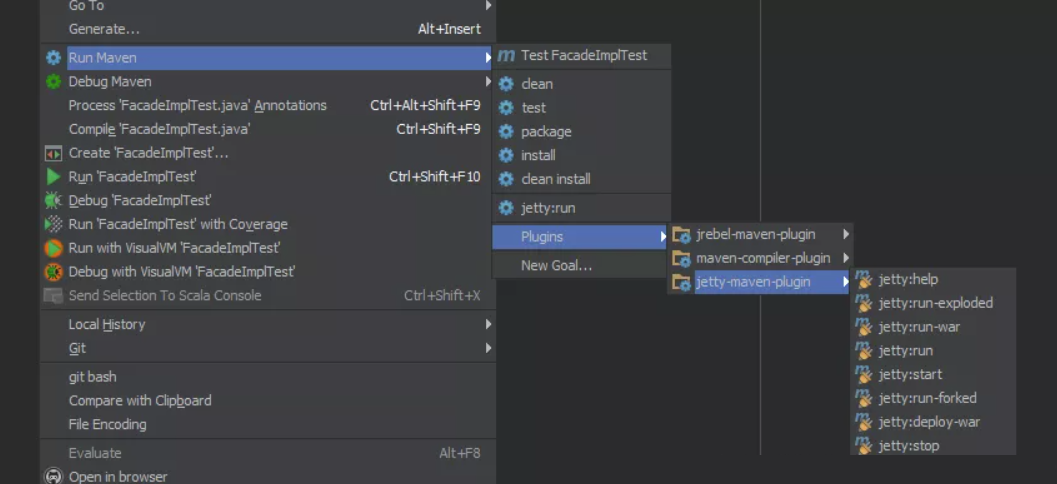 Go To
Generate... Alt+Insert
Run Maven
Debug Maven
Process 'FacadeImplTest.java' Annotations Ctrl+Alt+Shift+F9
Compile 'FacadeImplTest.java' Ctrl+Shift+F9
Create 'FacadeImplTest'...
Run 'FacadeImplTest' Ctrl+Shift+F10
Debug 'FacadeImplTest'
Run 'FacadeImplTest' with Coverage
Run with VisualVM 'FacadeImplTest'
Debug with VisualVM 'FacadeImplTest'
Send Selection To Scala Console Ctrl+Shift+X
Local History
Git
git bash
Compare with Clipboard
File Encoding
Evaluate Alt+F8
Open in browser
Test FacadeImplTest
clean
test
package
install
clean install
jetty:run
Plugins
New Goal...
jrebel-maven-plugin
maven-compiler-plugin
jetty-maven-plugin
jetty:help
jetty:run-exploded
jetty:run-war
jetty:run
jetty:start
jetty:run-forked
jetty:deploy-war
jetty:stop